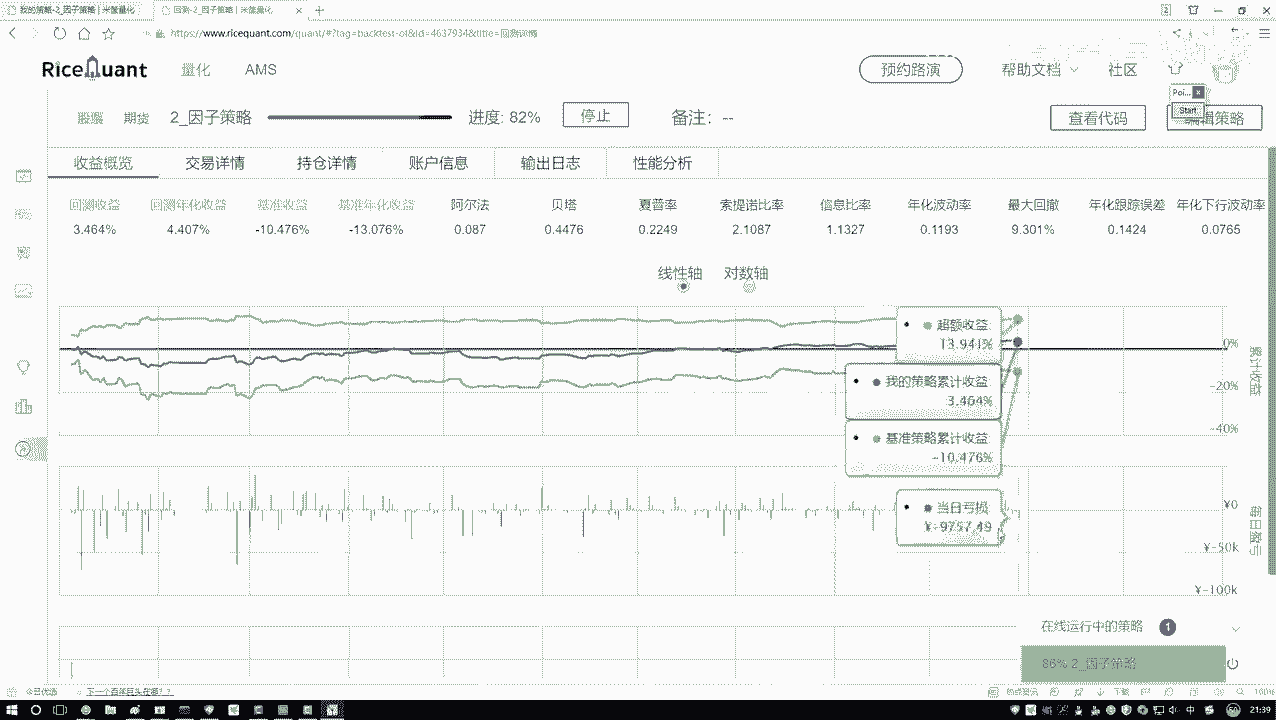 我的策略-2_因子策略 | 米筐量化
回测-2_因子策略 | 米筐量化
https://www.ricequant.com/quant/#?tag=backtest-ol&id=4637934&title=回测详情
RiceQuant 量化 AMS 预约路演 帮助文档 社区
Poi...
Start
股票 期货 2_因子策略 进度: 82% 停止 备注: -- 查看代码 编辑策略
收益概览 交易详情 持仓详情 账户信息 输出日志 性能分析
回测收益 回测年化收益 基准收益 基准年化收益 阿尔法 贝塔 夏普率 索提诺比率 信息比率 年化波动率 最大回撤 年化跟踪误差 年化下行波动率
3.464% 4.407% -10.476% -13.076% 0.087 0.4476 0.2249 2.1087 1.1327 0.1193 9.301% 0.1424 0.0765
线性轴 对数轴
超额收益
13.941%
0%
我的策略累计收益
3.464%
-20%
累计收益
基准策略累计收益
-10.476%
-40%
当日亏损
¥-9757.49
¥0
每日盈亏
¥-50k
¥-100k
在线运行中的策略 1
86% 2_因子策略
今日优选 下载 100%
中 21:39